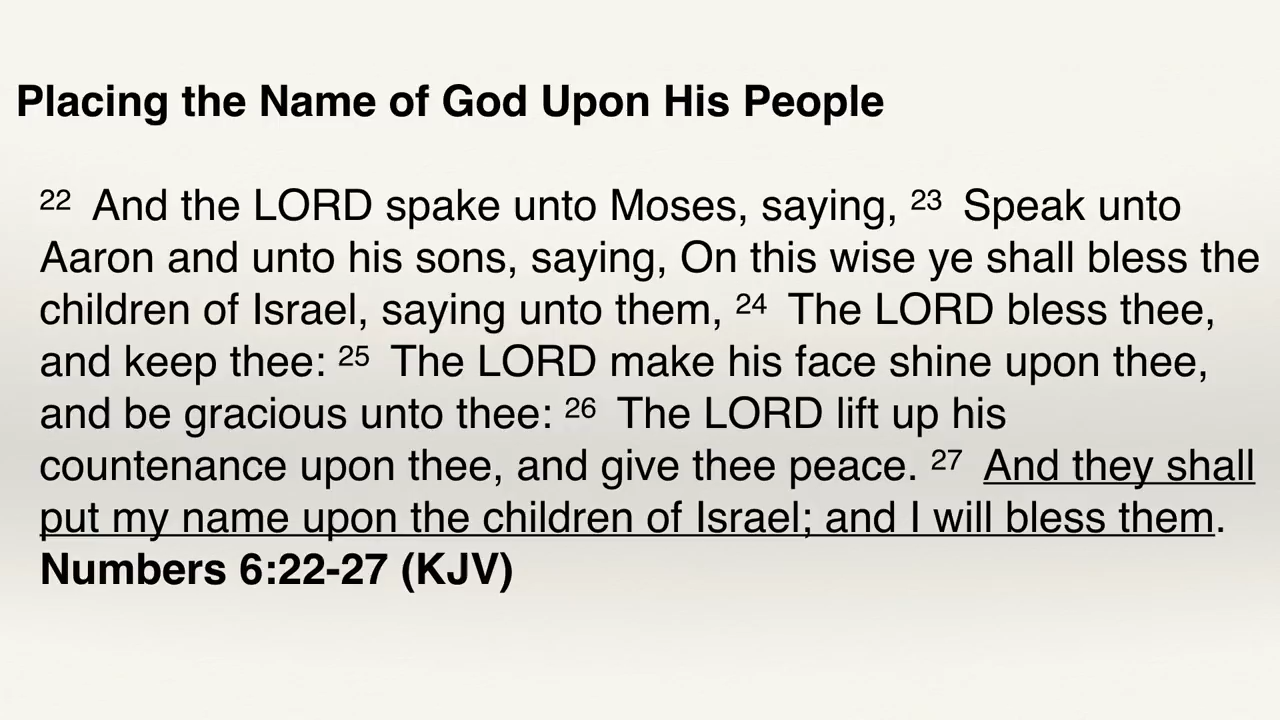 Placing the Name of God Upon His People
22 And the LORD spake unto Moses, saying, 23 Speak unto
Aaron and unto his sons, saying, On this wise ye shall bless the
children of Israel, saying unto them, 24 The LORD bless thee,
and keep thee: 25 The LORD make his face shine upon thee,
and be gracious unto thee: 26 The LORD lift up his
countenance upon thee, and give thee peace. 27 And they shall
put my name upon the children of Israel; and I will bless them.
Numbers 6:22-27 (KJV)